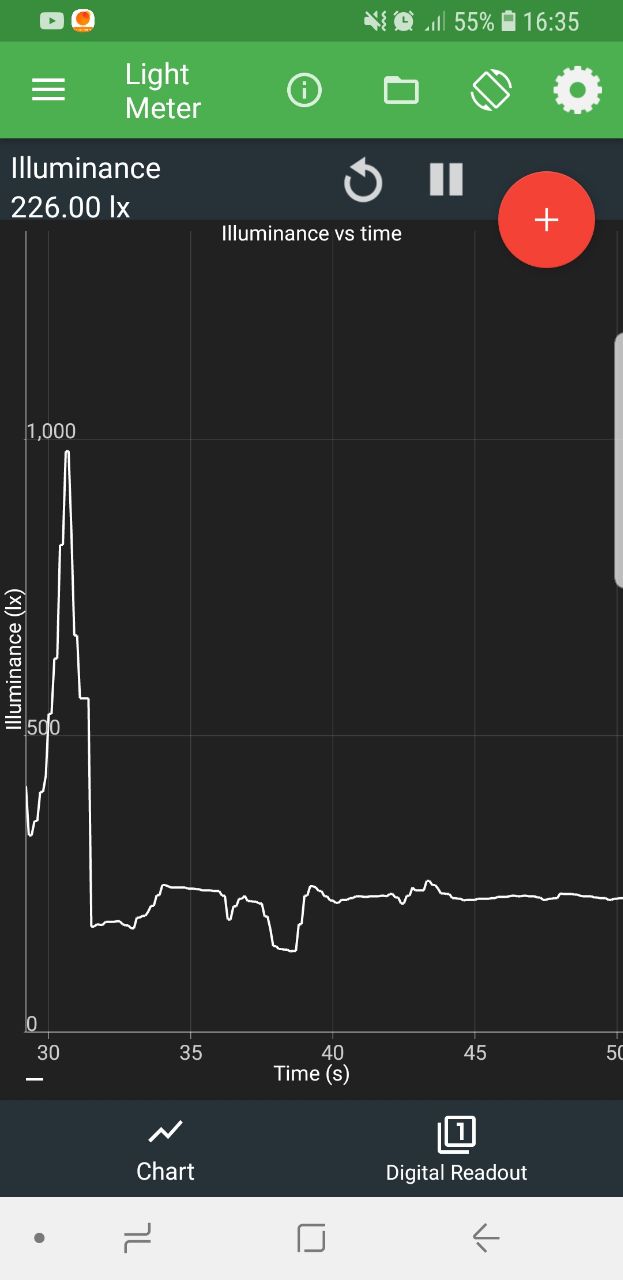 55% 16:35
Light
Meter
Illuminance
226.00 lx
+
Illuminance vs time
1,000
Illuminance (lx)
500
0
30 35 40 45 50
Time (s)
1
Chart
Digital Readout